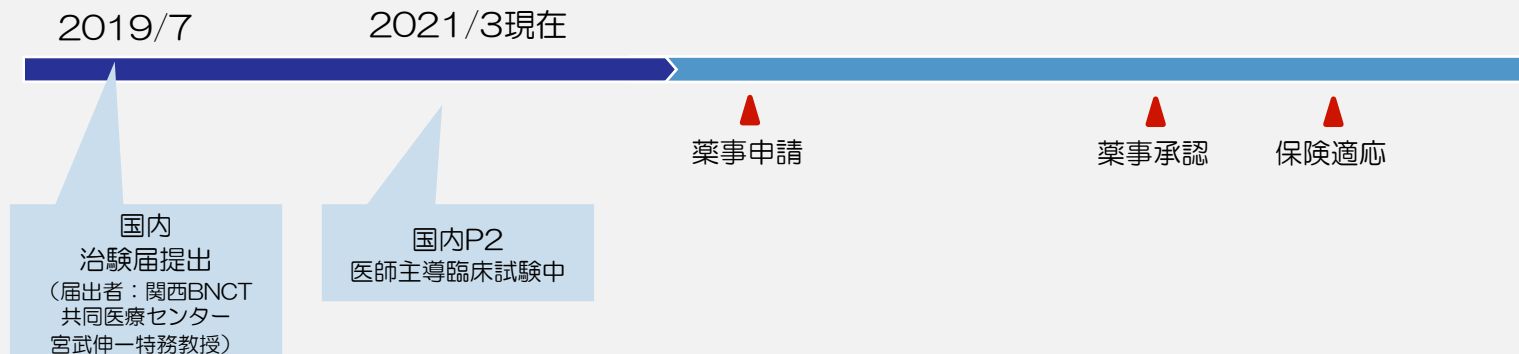 2019/7
2021/3現在
薬事申請
薬事承認
保険適応
国内
治験届提出
(届出者:関西BNCT
共同医療センター
宮武伸一特務教授)
国内P2
医師主導臨床試験中